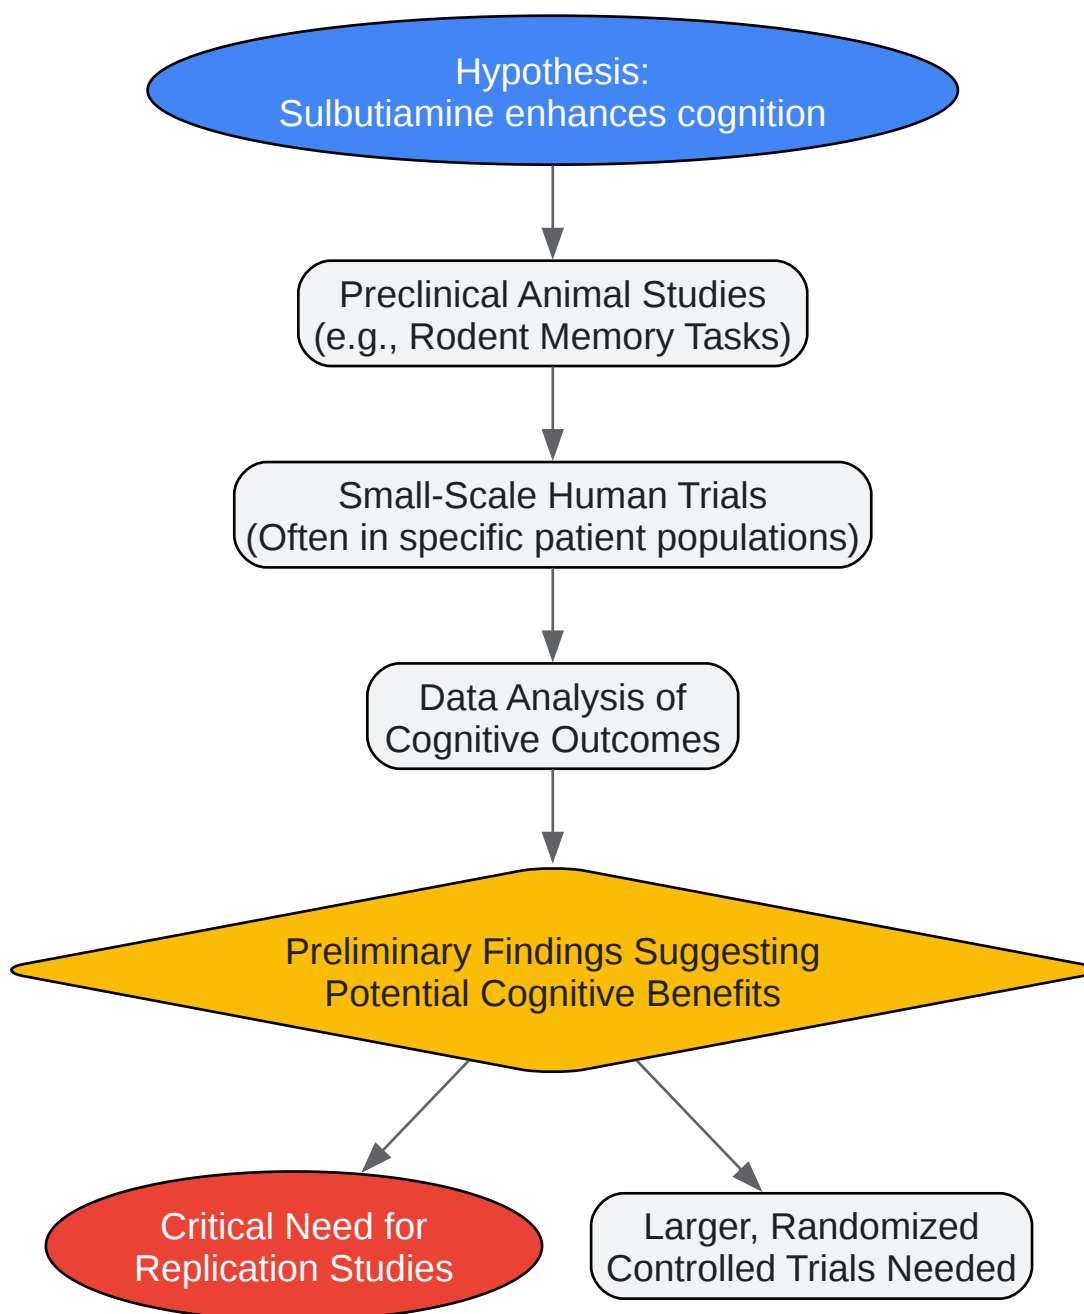 Hypothesis:
Sulbutiamine enhances cognition
Preclinical Animal Studies
(e.g., Rodent Memory Tasks)
Small-Scale Human Trials
(Often in specific patient populations)
Data Analysis of
Cognitive Outcomes
Preliminary Findings Suggesting
Potential Cognitive Benefits
Critical Need for
Replication Studies
Larger, Randomized
Controlled Trials Needed